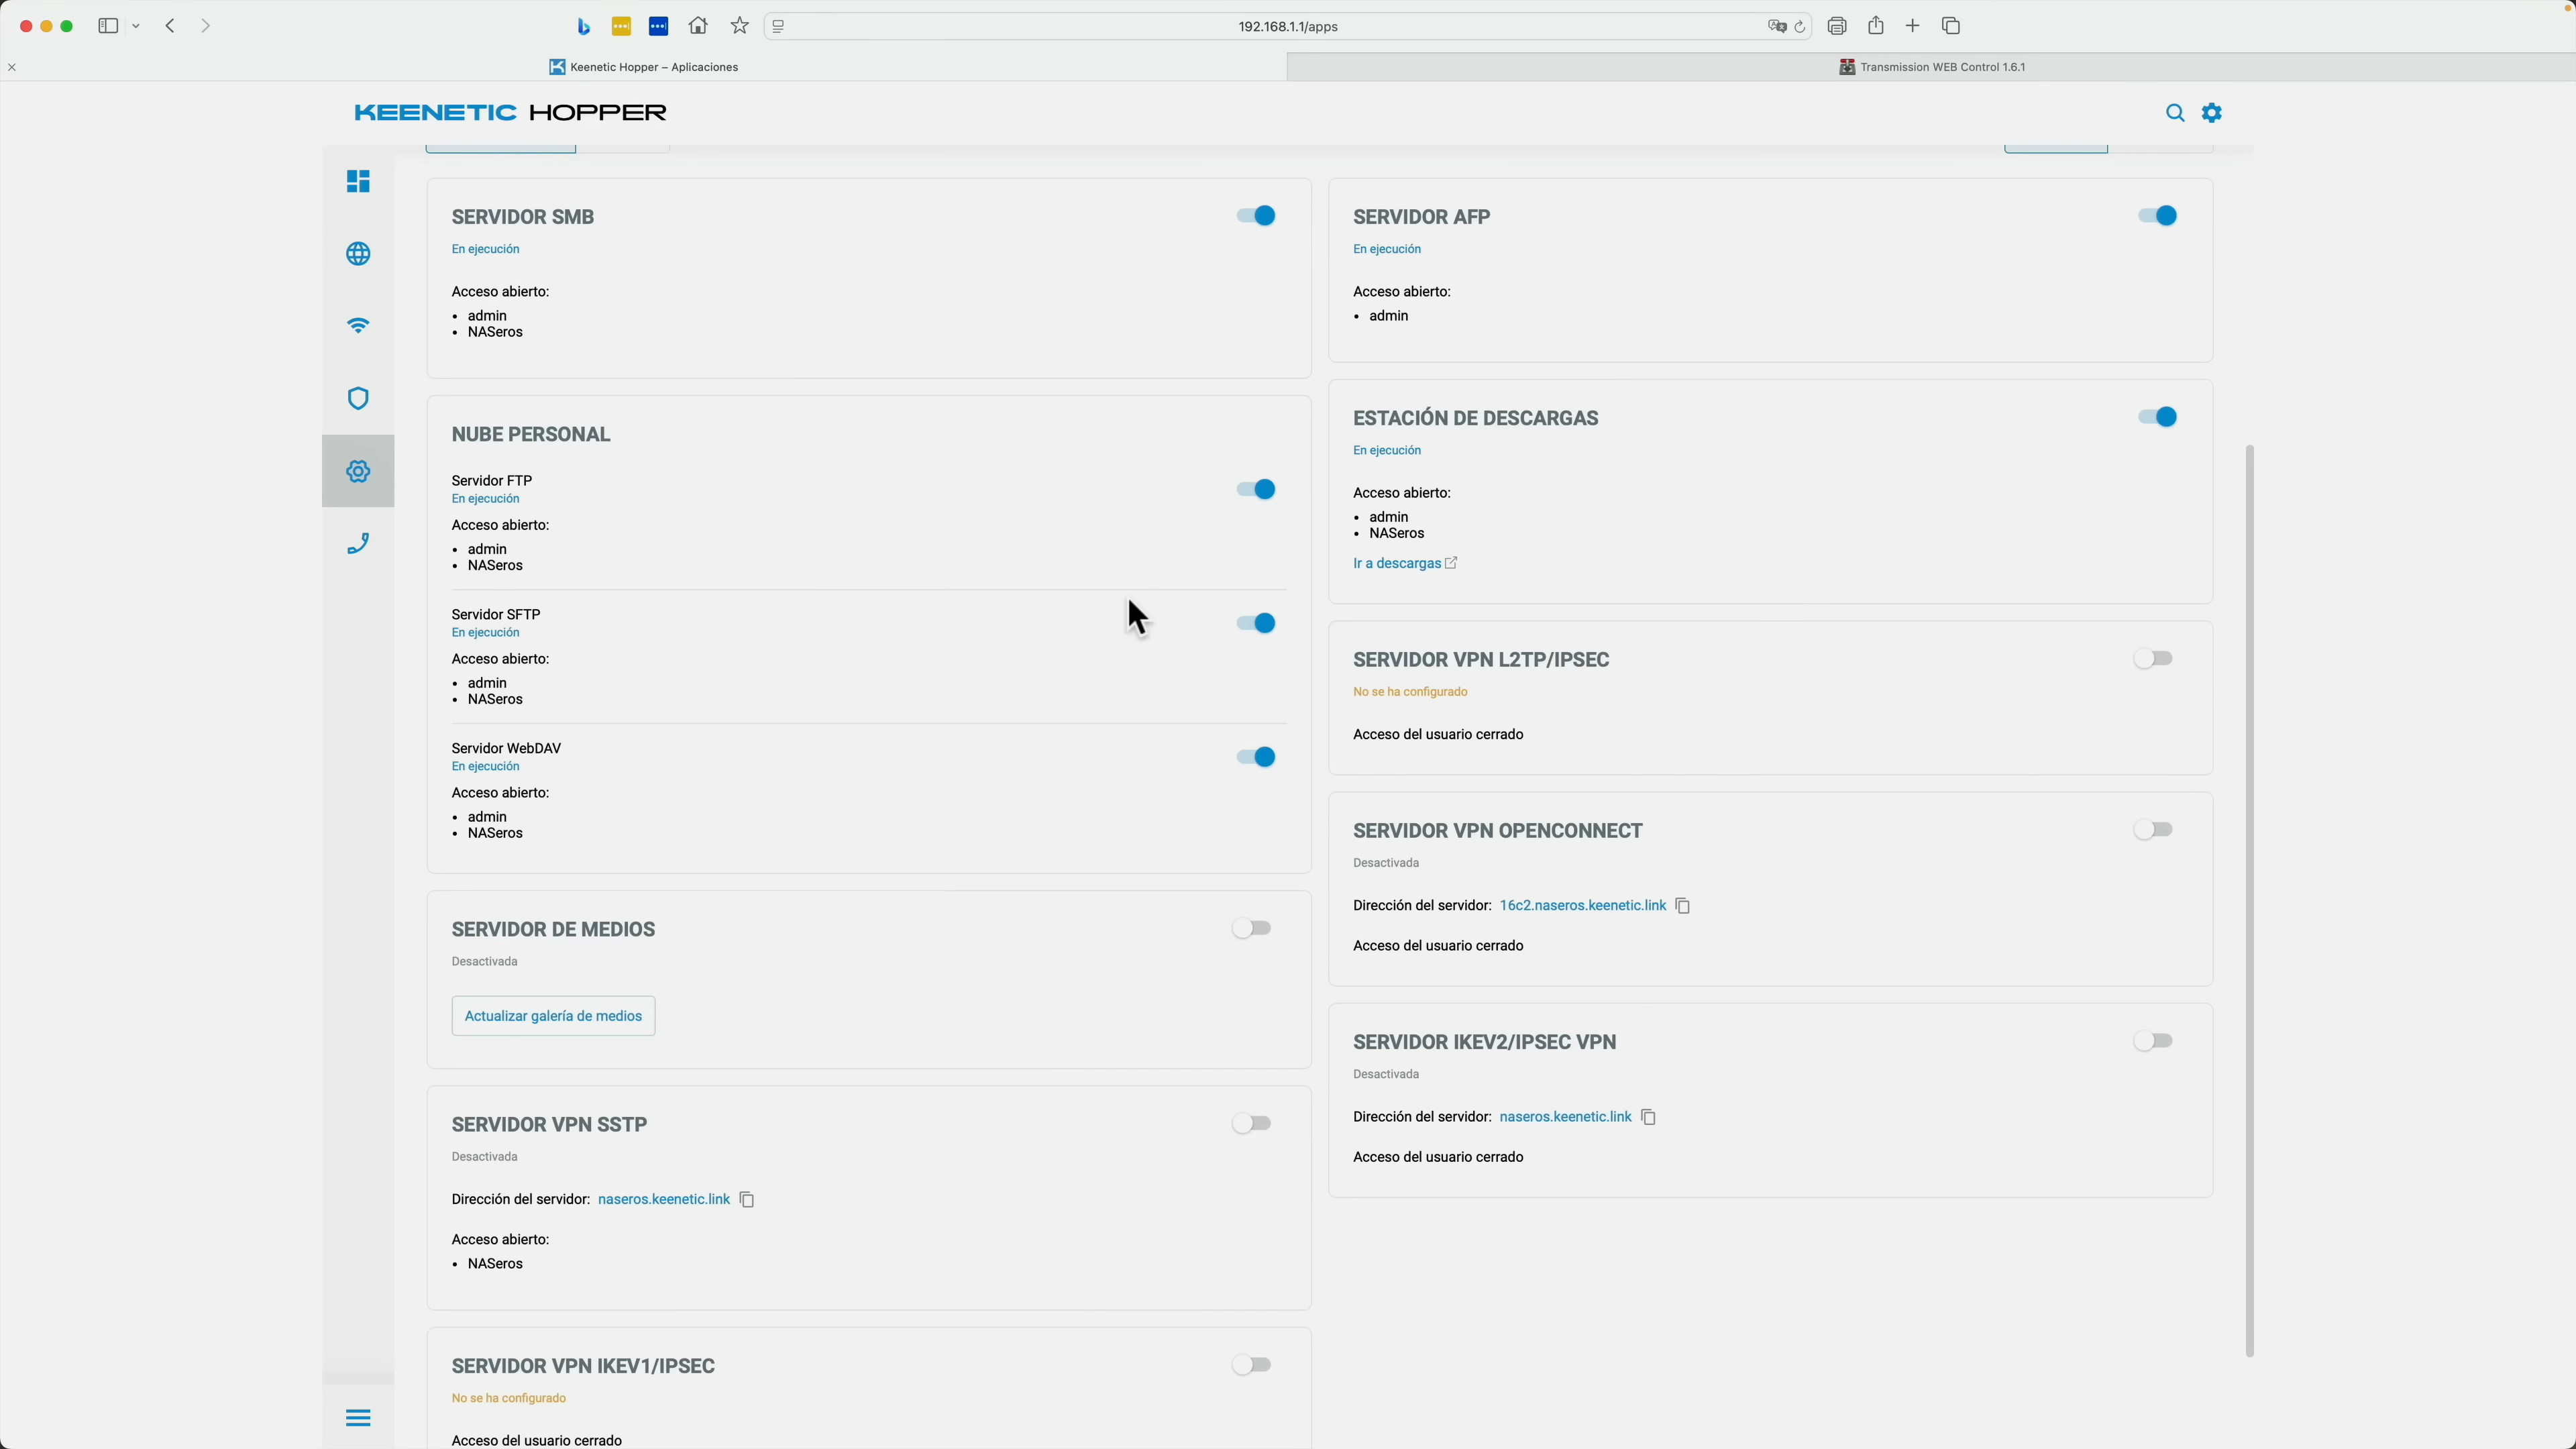 192.168.1.1/apps
Keenetic Hopper – Aplicaciones
Transmission WEB Control 1.6.1
KEENETIC HOPPER
SERVIDOR SMB
En ejecución
Acceso abierto:
• admin
• NASeros
NUBE PERSONAL
Servidor FTP
En ejecución
Acceso abierto:
• admin
• NASeros
Servidor SFTP
En ejecución
Acceso abierto:
• admin
• NASeros
Servidor WebDAV
En ejecución
Acceso abierto:
• admin
• NASeros
SERVIDOR DE MEDIOS
Desactivada
Actualizar galería de medios
SERVIDOR VPN SSTP
Desactivada
Dirección del servidor: naseros.keenetic.link
Acceso abierto:
• NASeros
SERVIDOR VPN IKEV1/IPSEC
No se ha configurado
Acceso del usuario cerrado
SERVIDOR AFP
En ejecución
Acceso abierto:
• admin
ESTACIÓN DE DESCARGAS
En ejecución
Acceso abierto:
• admin
• NASeros
Ir a descargas
SERVIDOR VPN L2TP/IPSEC
No se ha configurado
Acceso del usuario cerrado
SERVIDOR VPN OPENCONNECT
Desactivada
Dirección del servidor: 16c2.naseros.keenetic.link
Acceso del usuario cerrado
SERVIDOR IKEV2/IPSEC VPN
Desactivada
Dirección del servidor: naseros.keenetic.link
Acceso del usuario cerrado